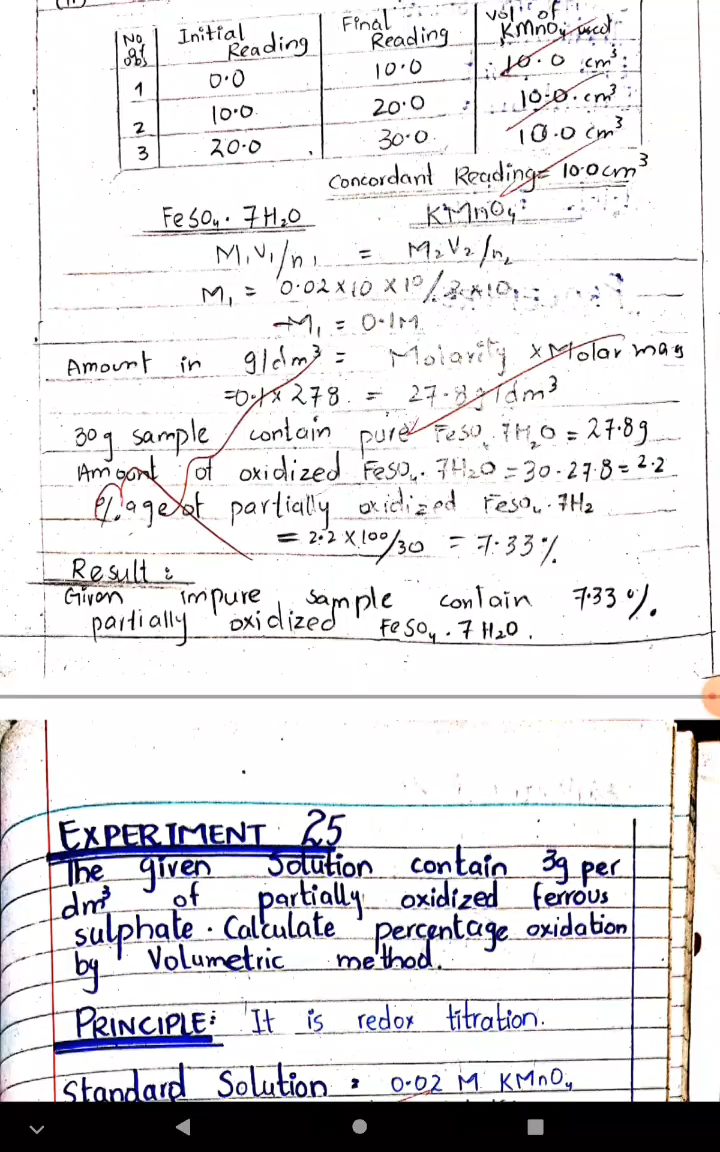 No of obs Initial Reading Final Reading Vol. of KMnO₄ used
1 0.0 10.0 10.0 cm³
2 10.0 20.0 10.0 cm³
3 20.0 30.0 10.0 cm³
Concordant Reading = 10.0 cm³
FeSO₄. 7H₂O KMnO₄
M₁V₁/n₁ = M₂V₂/n₂
M₁ = 0.02 × 10 × 10/2 × 10
M₁ = 0.1M
Amount in g/dm³ = Molarity × Molar mass
= 0.1 × 278 = 27.8g/dm³
30g sample contain pure FeSO₄.7H₂O = 27.8g
Amount of oxidized FeSO₄. 7H₂O = 30-27.8 = 2.2
%age of partially oxidized FeSO₄.7H₂
= 2.2 × 100/30 = 7.33%
Result :
Given impure sample contain 7.33 %
partially oxidized FeSO₄ . 7 H₂O.
EXPERIMENT 25
The given Solution contain 3g per
dm³ of partially oxidized ferrous
sulphate. Calculate percentage oxidation
by Volumetric method.
PRINCIPLE: It is redox titration.
Standard Solution : 0.02 M KMnO₄